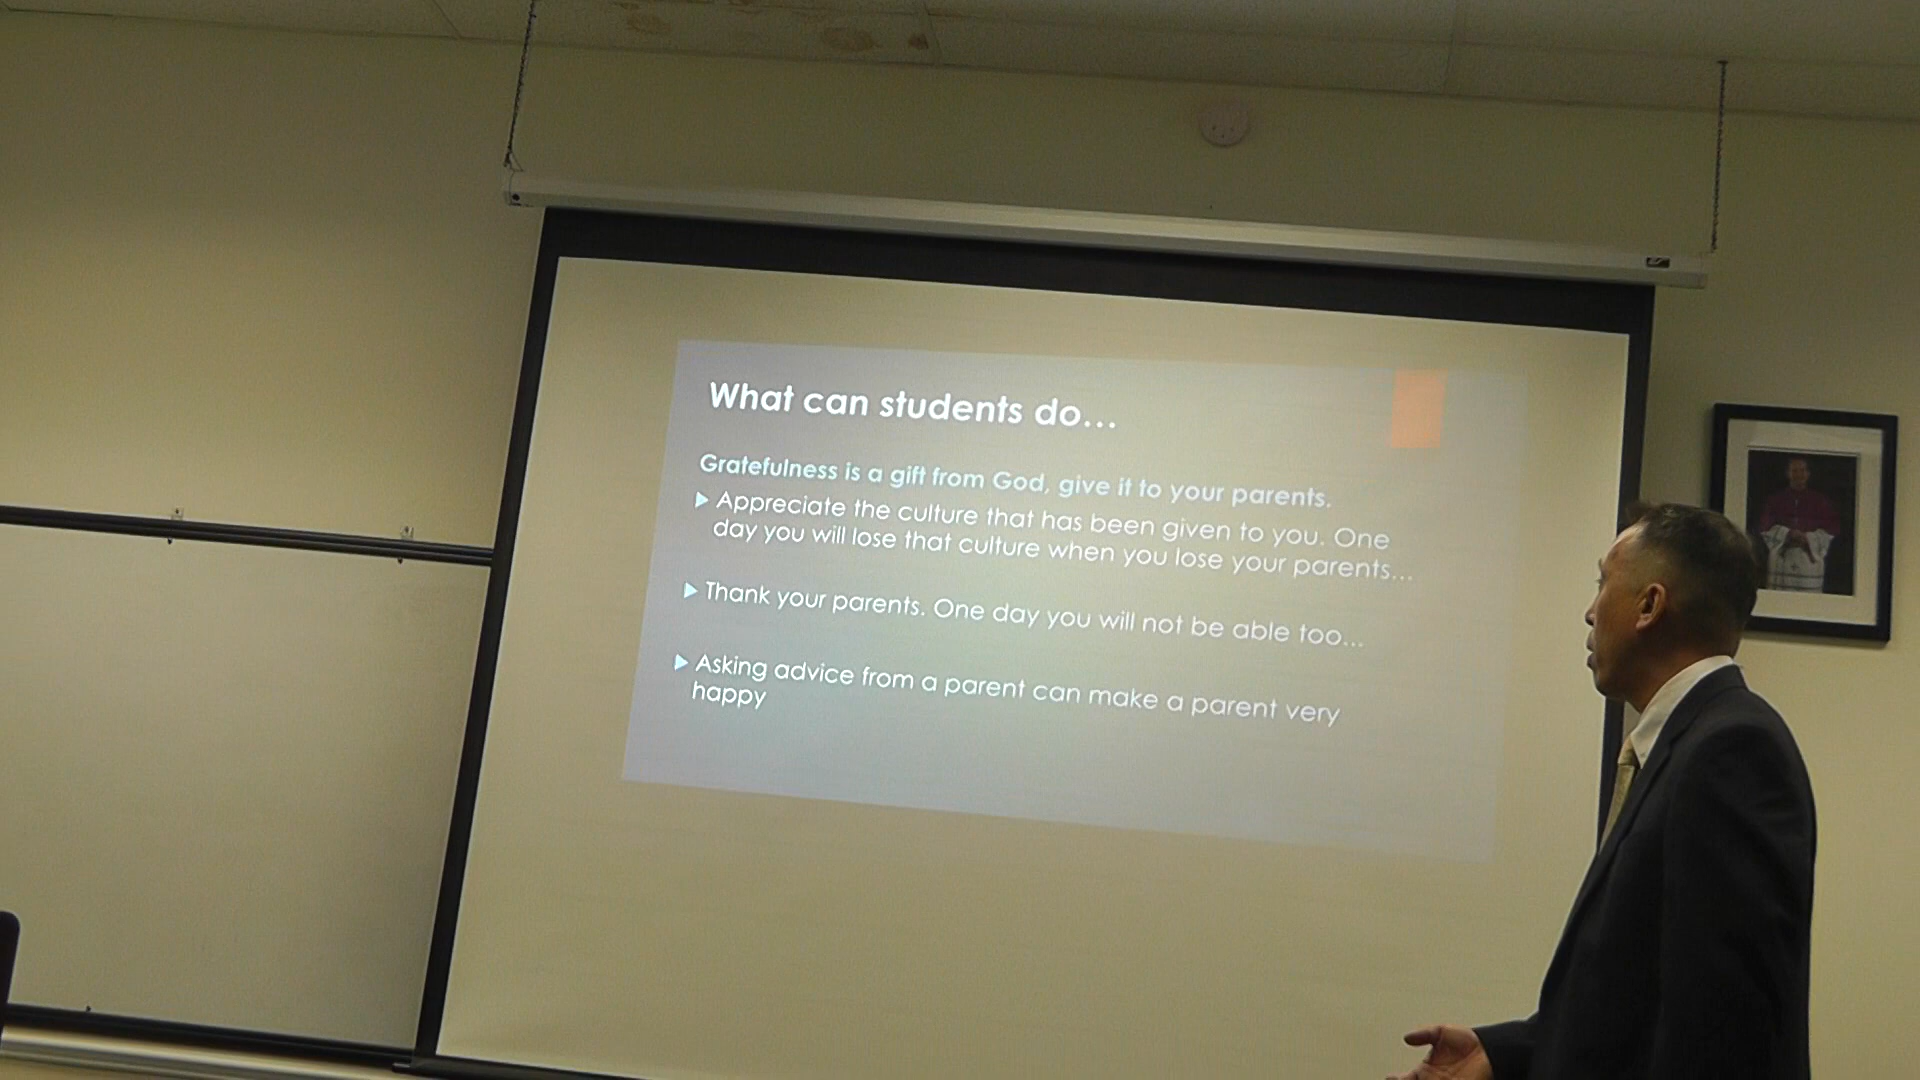 What can students do...
Gratefulness is a gift from God, give it to your parents.
Appreciate the culture that has been given to you. One
day you will lose that culture when you lose your parents...
Thank your parents. One day you will not be able too...
Asking advice from a parent can make a parent very
happy